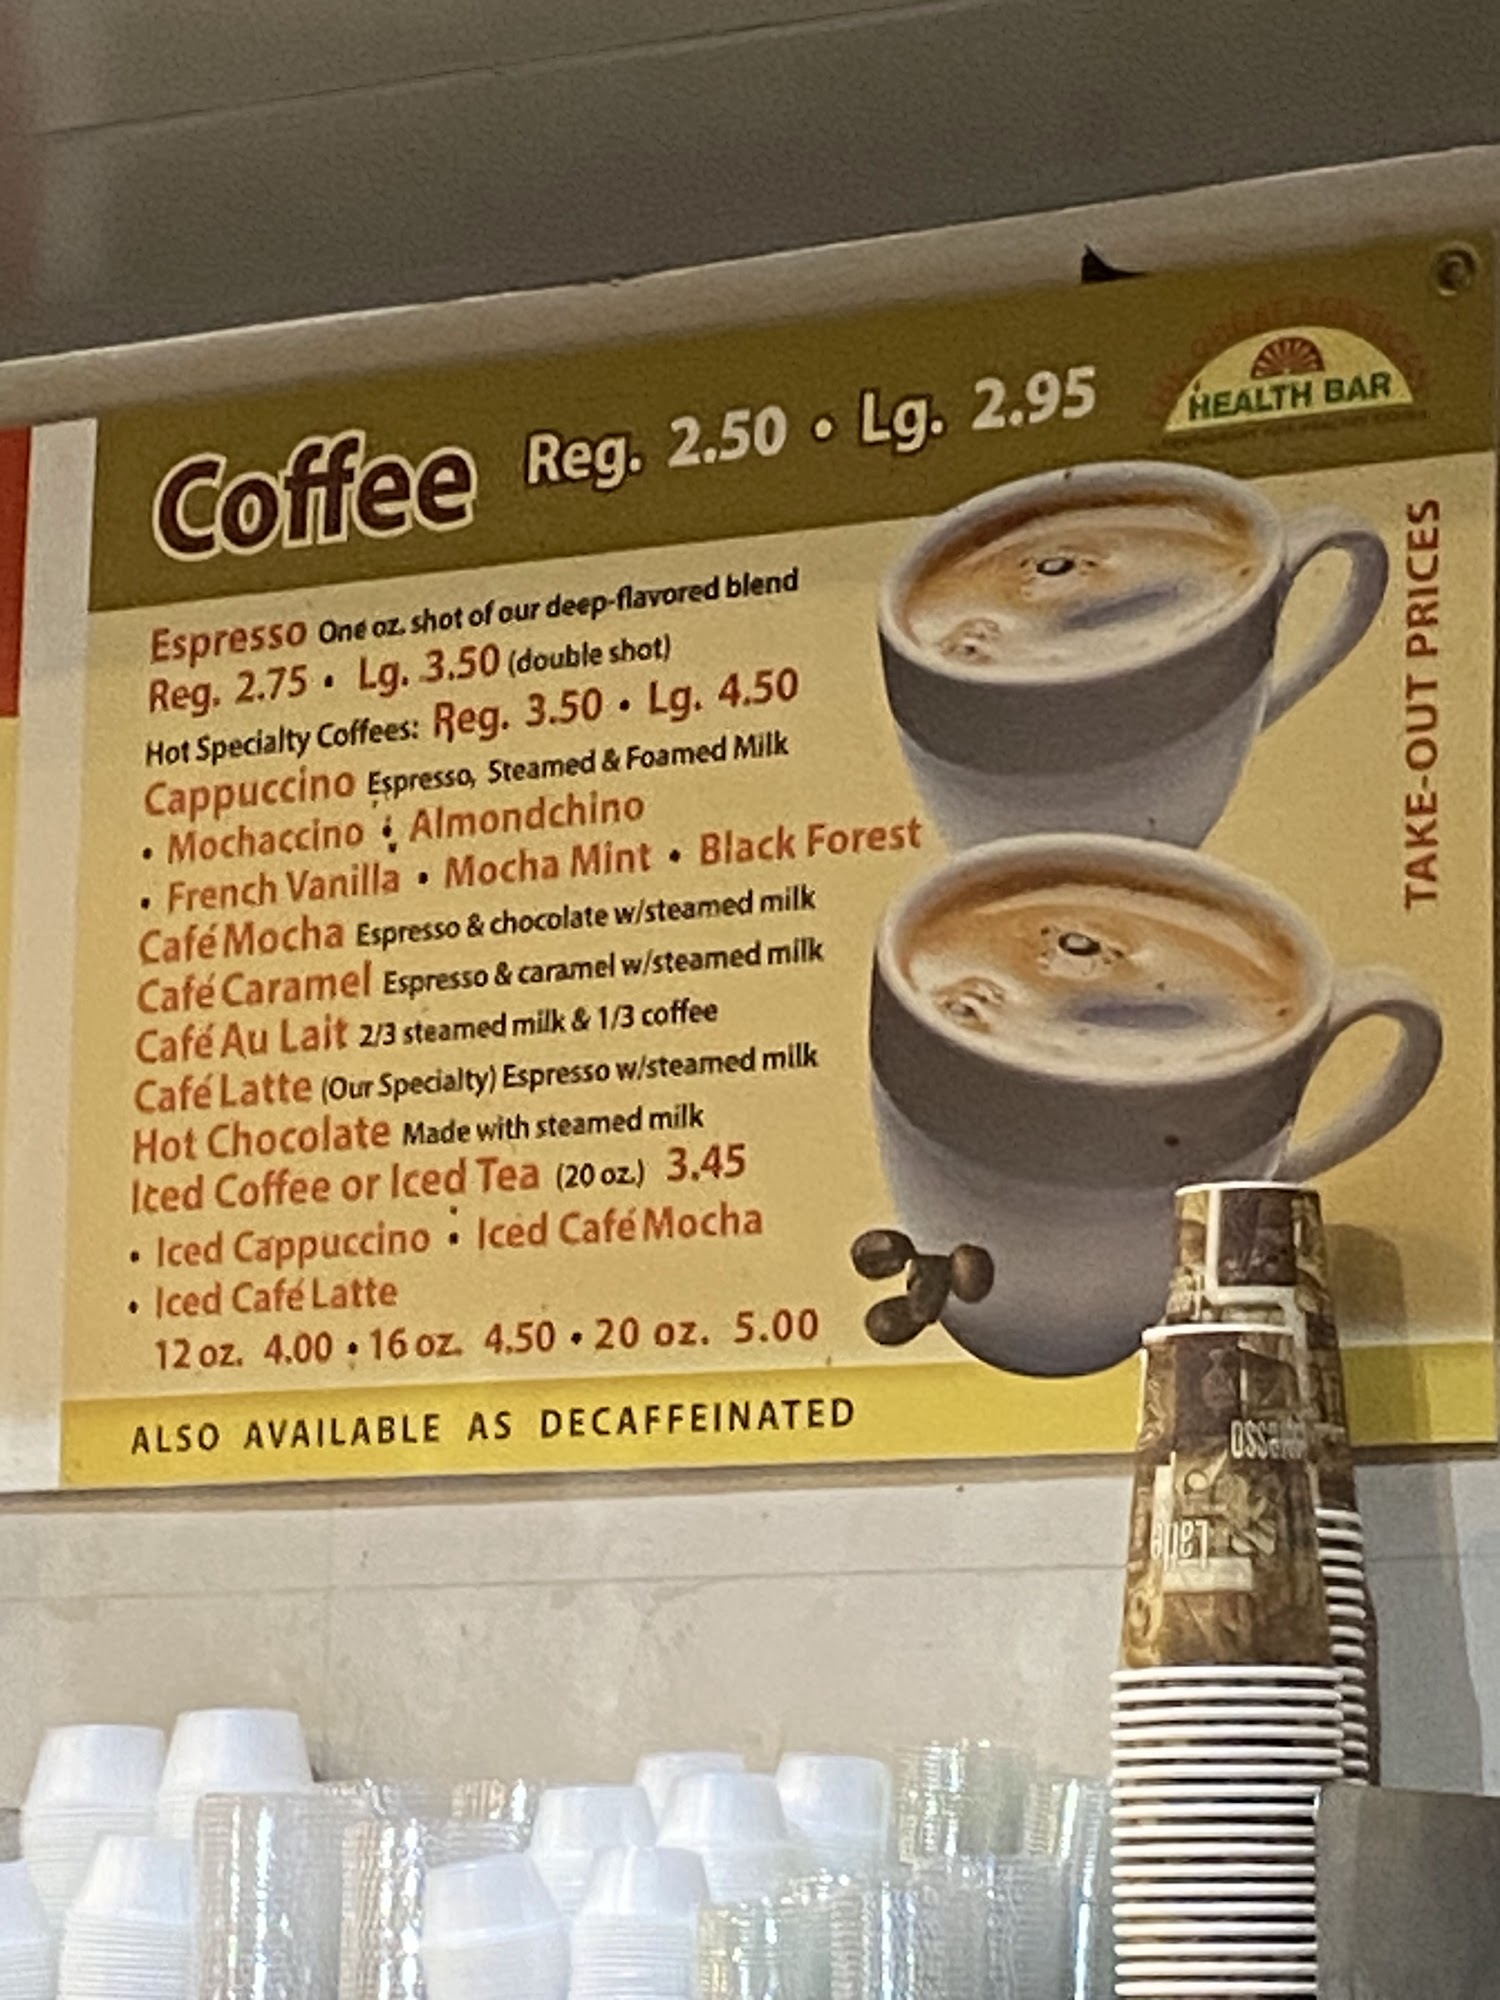 Coffee Reg. 2.50 • Lg. 2.95
HEALTH BAR
TAKE-OUT PRICES
Espresso One oz. shot of our deep-flavored blend
Reg. 2.75 • Lg. 3.50 (double shot)
Hot Specialty Coffees: Reg. 3.50 • Lg. 4.50
Cappuccino Espresso, Steamed & Foamed Milk
• Mochaccino • Almondchino
• French Vanilla • Mocha Mint • Black Forest
Café Mocha Espresso & chocolate w/steamed milk
Café Caramel Espresso & caramel w/steamed milk
Café Au Lait 2/3 steamed milk & 1/3 coffee
Café Latte (Our Specialty) Espresso w/steamed milk
Hot Chocolate Made with steamed milk
Iced Coffee or Iced Tea (20 oz.) 3.45
• Iced Cappuccino • Iced Café Mocha
• Iced Café Latte
12 oz. 4.00 • 16 oz. 4.50 • 20 oz. 5.00
ALSO AVAILABLE AS DECAFFEINATED
Latte